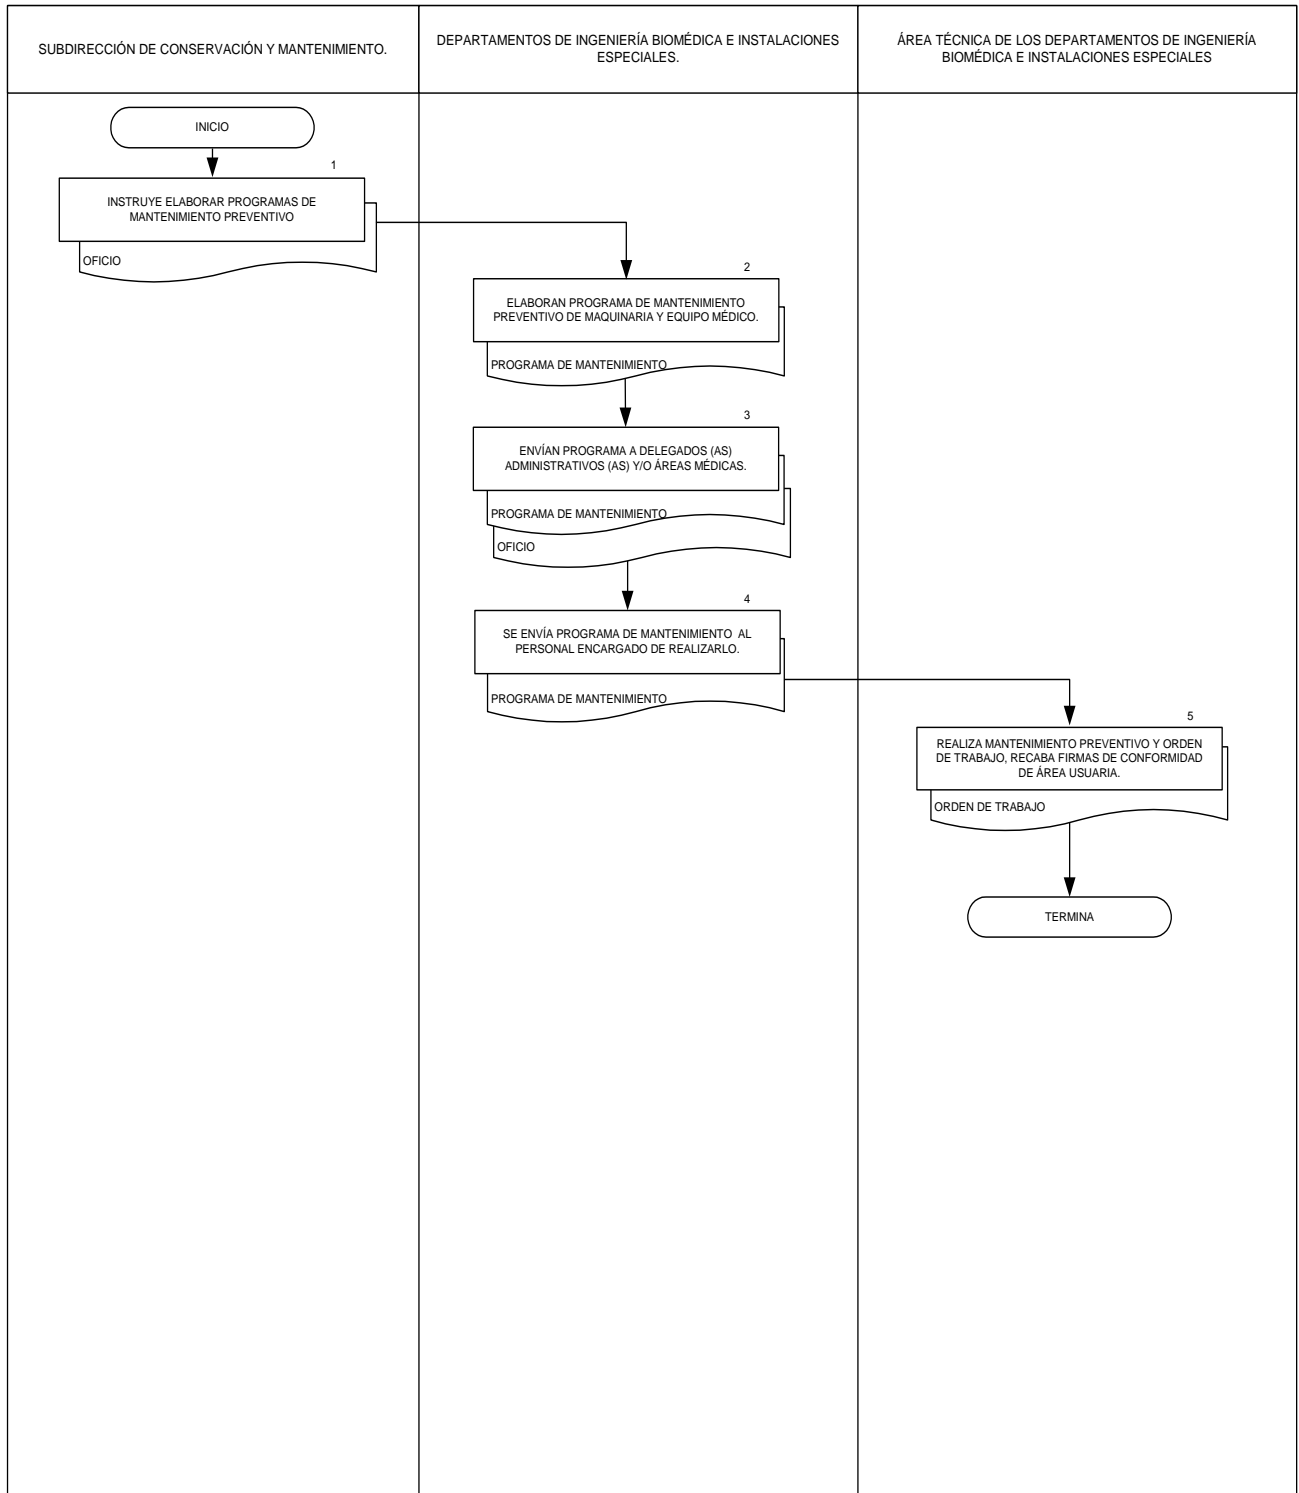 SUBDIRECCIÓN DE CONSERVACIÓN Y MANTENIMIENTO.
DEPARTAMENTOS DE INGENIERÍA BIOMÉDICA E INSTALACIONES
ESPECIALES.
ÁREA TÉCNICA DE LOS DEPARTAMENTOS DE INGENIERÍA
BIOMÉDICA E INSTALACIONES ESPECIALES
INICIO
1
INSTRUYE ELABORAR PROGRAMAS DE
MANTENIMIENTO PREVENTIVO
OFICIO
2
ELABORAN PROGRAMA DE MANTENIMIENTO
PREVENTIVO DE MAQUINARIA Y EQUIPO MÉDICO.
PROGRAMA DE MANTENIMIENTO
3
ENVÍAN PROGRAMA A DELEGADOS (AS)
ADMINISTRATIVOS (AS) Y/O ÁREAS MÉDICAS.
PROGRAMA DE MANTENIMIENTO
OFICIO
4
SE ENVÍA PROGRAMA DE MANTENIMIENTO AL
PERSONAL ENCARGADO DE REALIZARLO.
PROGRAMA DE MANTENIMIENTO
5
REALIZA MANTENIMIENTO PREVENTIVO Y ORDEN
DE TRABAJO, RECABA FIRMAS DE CONFORMIDAD
DE ÁREA USUARIA.
ORDEN DE TRABAJO
TERMINA